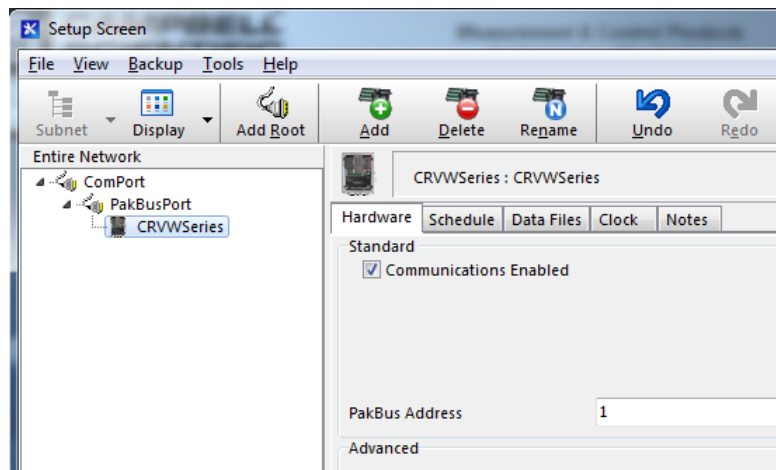 Setup Screen
File View Backup Tools Help
Subnet Display Add Root Add Delete Rename Undo Redo
Entire Network
ComPort
PakBusPort
CRVWSeries
CRVWSeries : CRVWSeries
Hardware Schedule Data Files Clock Notes
Standard
Communications Enabled
PakBus Address 1
Advanced